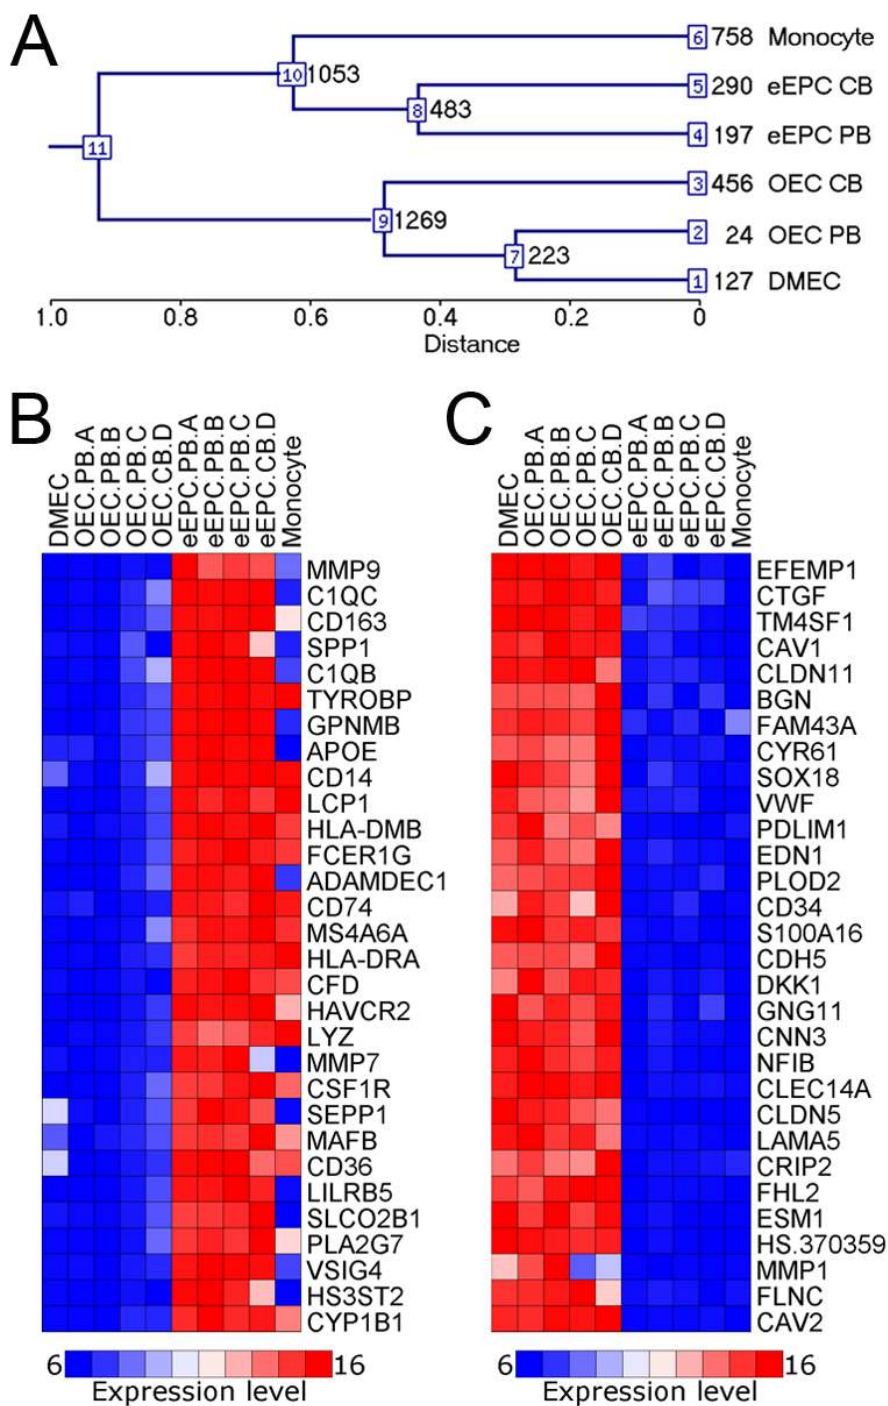 A
6 758 Monocyte
10 1053
5 290 eEPC CB
8 483
4 197 eEPC PB
11
3 456 OEC CB
9 1269
2 24 OEC PB
7 223
1 127 DMEC
1.0 0.8 0.6 0.4 0.2 0
Distance
B
DMEC
OEC.PB.A
OEC.PB.B
OEC.PB.C
OEC.CB.D
eEPC.PB.A
eEPC.PB.B
eEPC.PB.C
eEPC.CB.D
Monocyte
MMP9
C1QC
CD163
SPP1
C1QB
TYROBP
GPNMB
APOE
CD14
LCP1
HLA-DMB
FCER1G
ADAMDEC1
CD74
MS4A6A
HLA-DRA
CFD
HAVCR2
LYZ
MMP7
CSF1R
SEPP1
MAFB
CD36
LILRB5
SLCO2B1
PLA2G7
VSIG4
HS3ST2
CYP1B1
6 16
Expression level
C
DMEC
OEC.PB.A
OEC.PB.B
OEC.PB.C
OEC.CB.D
eEPC.PB.A
eEPC.PB.B
eEPC.PB.C
eEPC.CB.D
Monocyte
EFEMP1
CTGF
TM4SF1
CAV1
CLDN11
BGN
FAM43A
CYR61
SOX18
VWF
PDLIM1
EDN1
PLOD2
CD34
S100A16
CDH5
DKK1
GNG11
CNN3
NFIB
CLEC14A
CLDN5
LAMA5
CRIP2
FHL2
ESM1
HS.370359
MMP1
FLNC
CAV2
6 16
Expression level